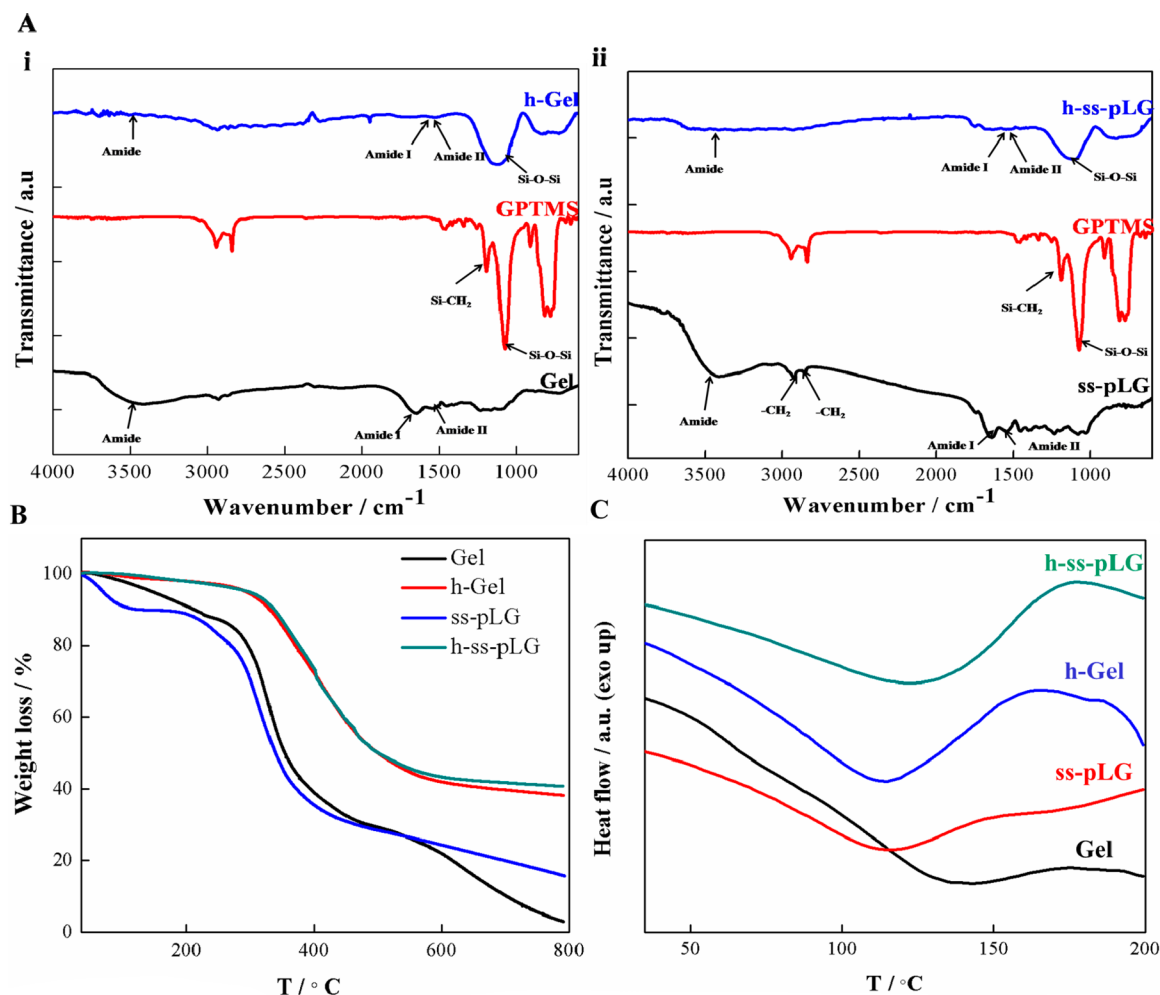 A
i
h-Gel
Amide
Amide I
Amide II
Si-O-Si
GPTMS
Si-CH2
Si-O-Si
Gel
Amide
Amide I
Amide II
Transmittance / a.u
4000 3500 3000 2500 2000 1500 1000
Wavenumber / cm-1
ii
h-ss-pLG
Amide
Amide I
Amide II
Si-O-Si
GPTMS
Si-CH2
Si-O-Si
ss-pLG
Amide
-CH2
-CH2
Amide I
Amide II
Transmittance / a.u
4000 3500 3000 2500 2000 1500 1000
Wavenumber / cm-1
B
Gel
h-Gel
ss-pLG
h-ss-pLG
100
80
60
40
20
0
Weight loss / %
200 400 600 800
T / °C
C
h-ss-pLG
h-Gel
ss-pLG
Gel
Heat flow / a.u. (exo up)
50 100 150 200
T / °C